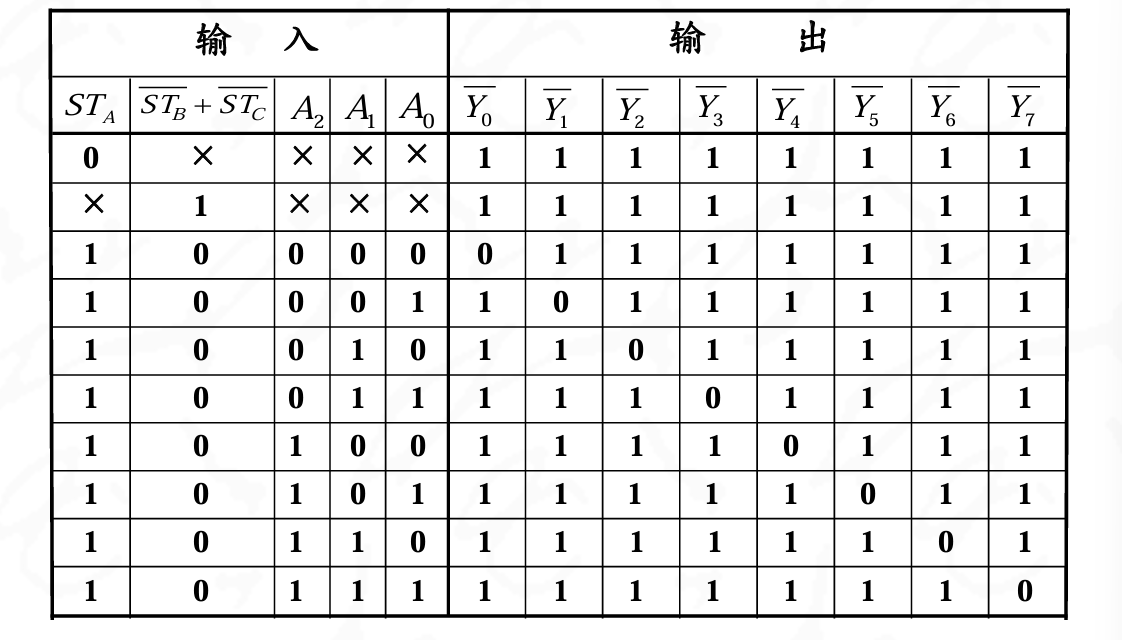 输 入 输 出
ST_A \overline{ST_B} + \overline{ST_C} A_2 A_1 A_0 \overline{Y_0} \overline{Y_1} \overline{Y_2} \overline{Y_3} \overline{Y_4} \overline{Y_5} \overline{Y_6} \overline{Y_7}
0 × × × × 1 1 1 1 1 1 1 1
× 1 × × × 1 1 1 1 1 1 1 1
1 0 0 0 0 0 1 1 1 1 1 1 1
1 0 0 0 1 1 0 1 1 1 1 1 1
1 0 0 1 0 1 1 0 1 1 1 1 1
1 0 0 1 1 1 1 1 0 1 1 1 1
1 0 1 0 0 1 1 1 1 0 1 1 1
1 0 1 0 1 1 1 1 1 1 0 1 1
1 0 1 1 0 1 1 1 1 1 1 0 1
1 0 1 1 1 1 1 1 1 1 1 1 0